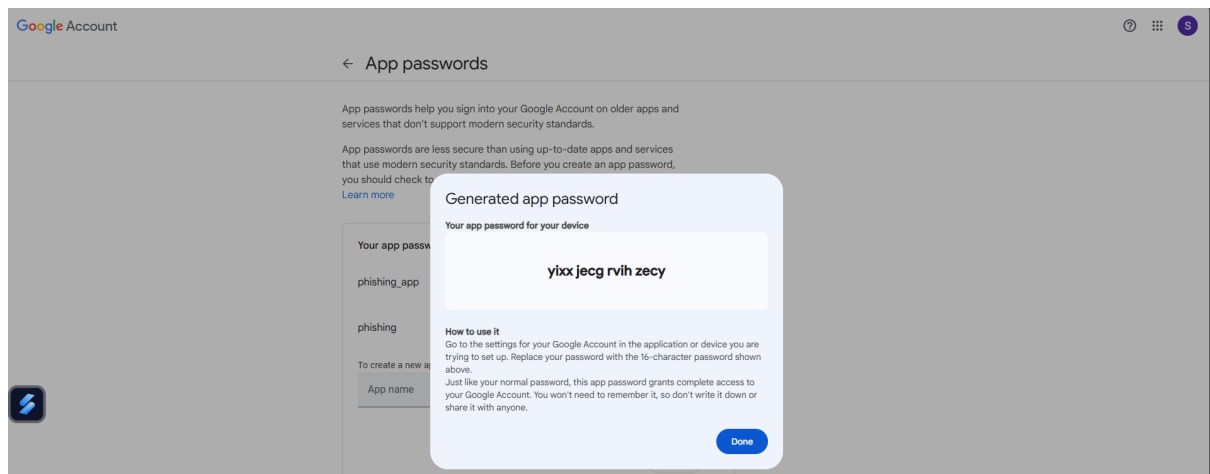 Google Account
S
App passwords
App passwords help you sign into your Google Account on older apps and
services that don't support modern security standards.
App passwords are less secure than using up-to-date apps and services
that use modern security standards. Before you create an app password,
you should check to
Learn more
Your app passw
phishing_app
phishing
To create a new ap
App name
Generated app password
Your app password for your device
yixx jecg rvih zecy
How to use it
Go to the settings for your Google Account in the application or device you are
trying to set up. Replace your password with the 16-character password shown
above.
Just like your normal password, this app password grants complete access to
your Google Account. You won't need to remember it, so don't write it down or
share it with anyone.
Done